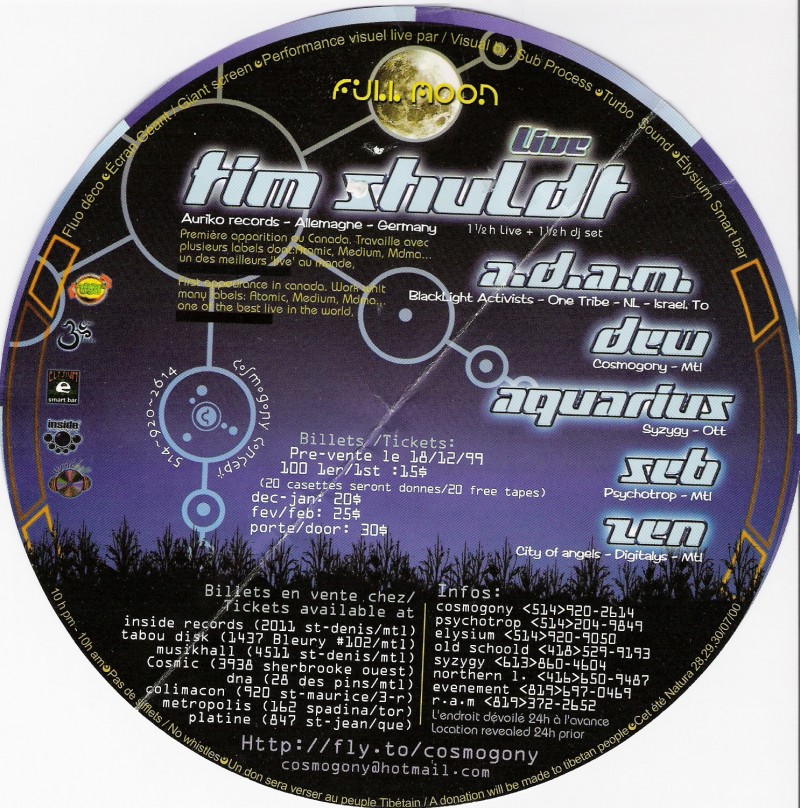 Fluo déco Écran Géant / Giant screen Performance visuel live par / Visual by Sub Process Turbo Sound Élysium Smart bar
FULL MOON
Live
tim shuldt
Auriko records - Allemagne - Germany
1 1/2 h live + 1 1/2 h dj set
Première apparition au Canada. Travaille avec
plusieurs labels dont:Atomic, Medium, Mdma...
un des meilleurs 'live' au monde,
First appearance in canada. Work whit
many labels: Atomic, Medium, Mdma...
one of the best live in the world,
a.d.a.m.
BlackLight Activists - One Tribe - NL - Israel, To
dew
Cosmogony - Mtl
aquarius
Syzygy - Ott
seb
Psychotrop - Mtl
zen
City of angels - Digitalys - Mtl
ELYSIUM
e
smart bar
inside
cosmogony concept
514~920~2614
Billets /Tickets:
Pre-vente le 18/12/99
100 1er/1st :15$
(20 casettes seront donnes/20 free tapes)
dec-jan: 20$
fev/feb: 25$
porte/door: 30$
Billets en vente chez/
Tickets available at
inside records (2011 st-denis/mtl)
tabou disk (1437 Bleury #102/mtl)
musikhall (4511 st-denis/mtl)
Cosmic (3938 sherbrooke ouest)
dna (28 des pins/mtl)
colimacon (920 st-maurice/3-r)
metropolis (162 spadina/tor)
platine (847 st-jean/que)
Infos:
cosmogony <514>920-2614
psychotrop <514>204-9849
elysium <514>920-9050
old schoold <418>529-9193
syzygy <613>860-4604
northern l. <416>650-9487
evenement <819>697-0469
r.a.m <819>372-2652
L'endroit dévoilé 24h à l'avance
Location revealed 24h prior
Http://fly.to/cosmogony
cosmogony@hotmail.com
10 h pm - 10h am Pas de sifflets / No whistles Un don sera verser au peuple Tibétain / A donation will be made to tibetan people Cet été Natura 28,29,30/07/00